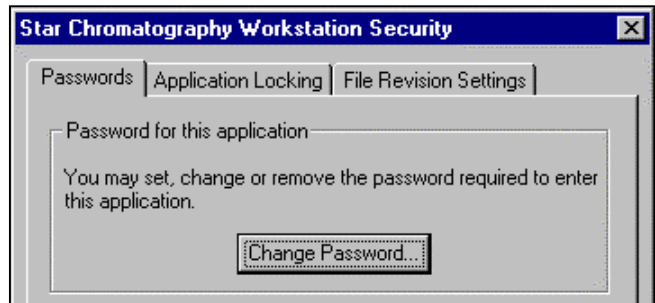 Star Chromatography Workstation Security
Passwords Application Locking File Revision Settings
Password for this application
You may set, change or remove the password required to enter
this application.
Change Password...